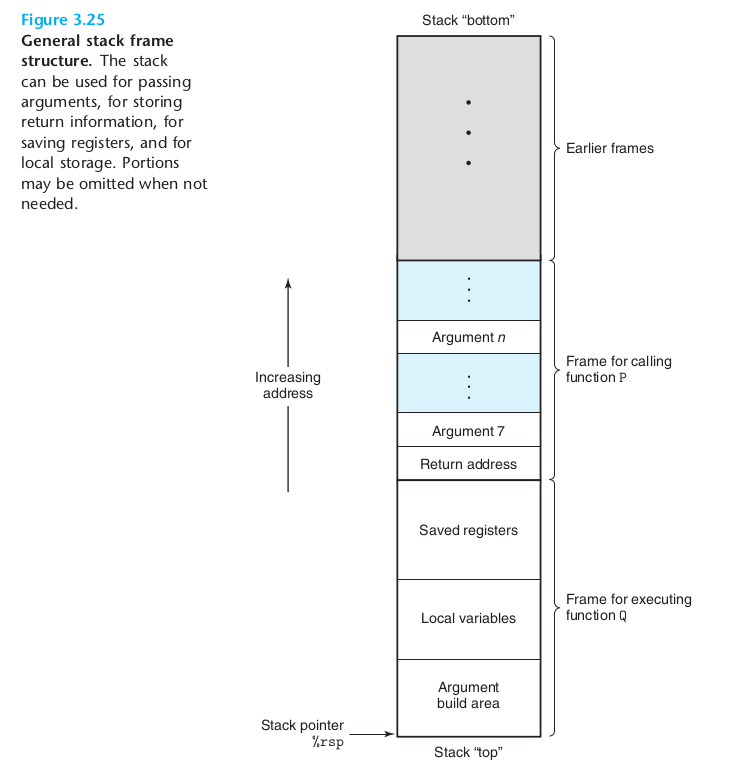 Figure 3.25
General stack frame
structure. The stack
can be used for passing
arguments, for storing
return information, for
saving registers, and for
local storage. Portions
may be omitted when not
needed.
Stack “bottom”
Earlier frames
Increasing
address
Argument n
Frame for calling
function P
Argument 7
Return address
Saved registers
Local variables
Frame for executing
function Q
Argument
build area
Stack pointer
%rsp
Stack “top”